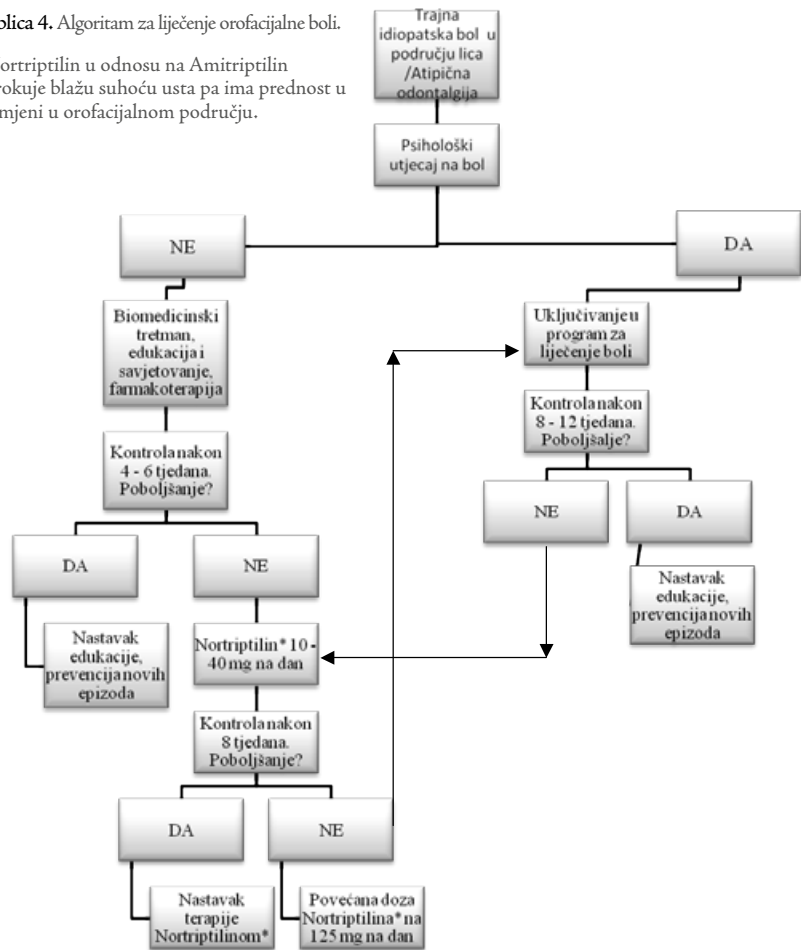 blica 4. Algoritam za liječenje orofacijalne boli.
ortriptilin u odnosu na Amitriptilin
rokuje blažu suhoću usta pa ima prednost u
mjeni u orofacijalnom području.
Trajna
idiopatska bol u
području lica
/Atipična
odontalgija
Psihološki
utjecaj na bol
NE
DA
Biomedicinski
tretman,
edukacija i
savjetovanje,
farmakoterapija
Uključivanje u
program za
liječenje boli
Kontrola nakon
4 - 6 tjedana.
Poboljšanje?
Kontrola nakon
8 - 12 tjedana.
Poboljšalje?
DA
NE
NE
DA
Nastavak
edukacije,
prevencija novih
epizoda
Nortriptilin* 10 -
40 mg na dan
Nastavak
edukacije,
prevencija novih
epizoda
Kontrola nakon
8 tjedana.
Poboljšanje?
DA
NE
Nastavak
terapije
Nortriptilinom*
Povećana doza
Nortriptilina* na
125 mg na dan